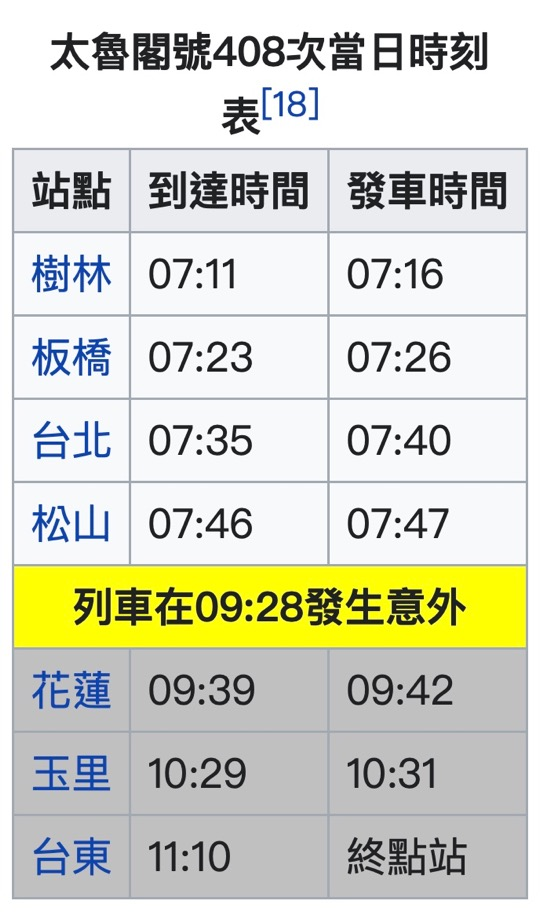 太魯閣號408次當日時刻
表[18]
站點 到達時間 發車時間
樹林 07:11 07:16
板橋 07:23 07:26
台北 07:35 07:40
松山 07:46 07:47
列車在09:28發生意外
花蓮 09:39 09:42
玉里 10:29 10:31
台東 11:10 終點站